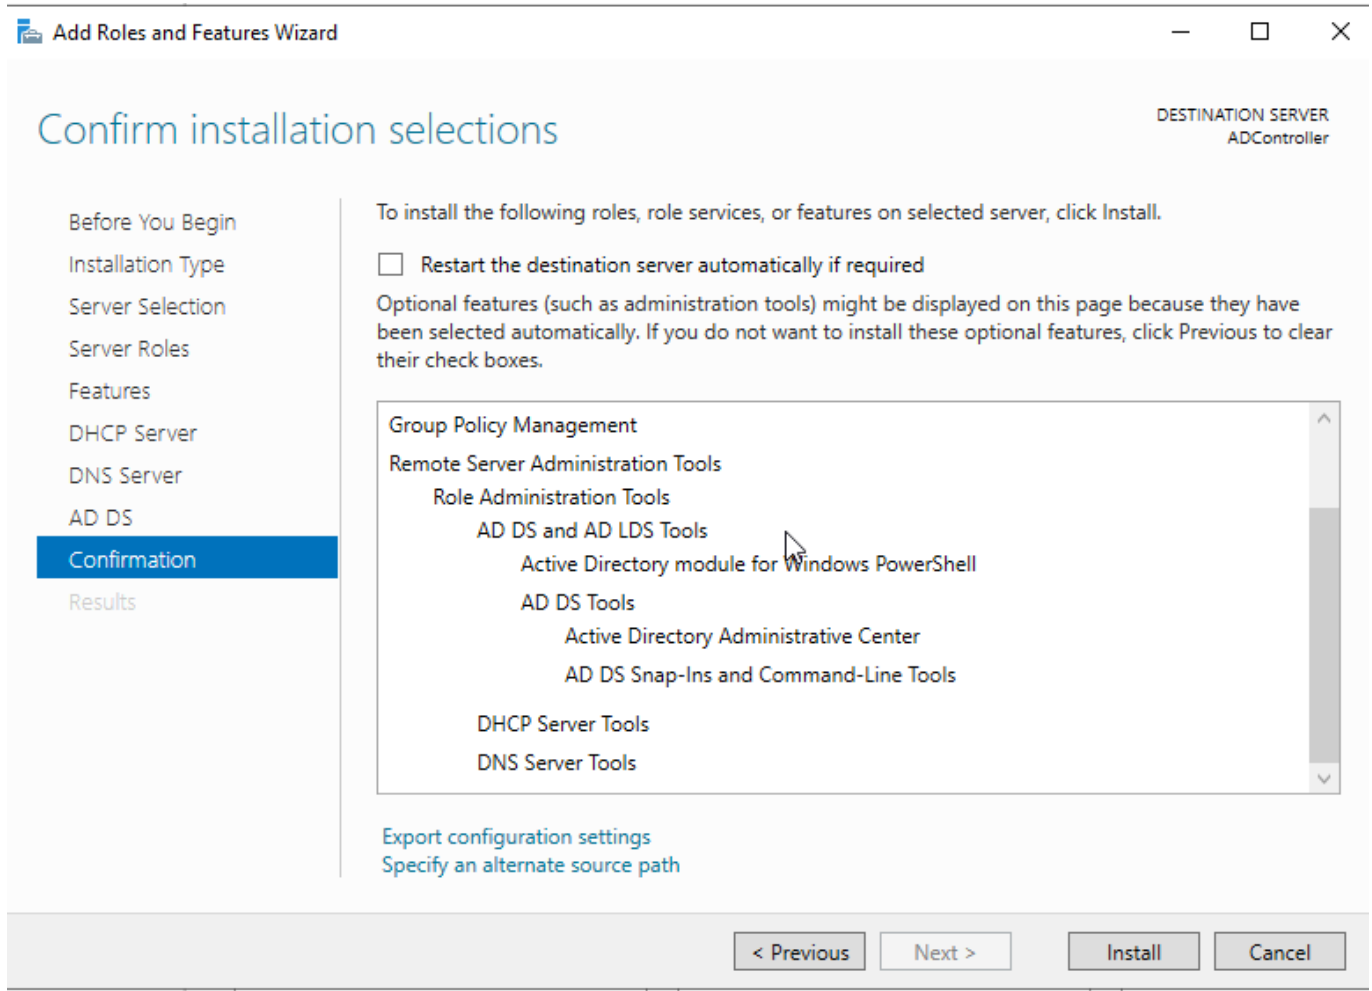 Add Roles and Features Wizard
Confirm installation selections
DESTINATION SERVER
ADController
Before You Begin
Installation Type
Server Selection
Server Roles
Features
DHCP Server
DNS Server
AD DS
Confirmation
Results
To install the following roles, role services, or features on selected server, click Install.
Restart the destination server automatically if required
Optional features (such as administration tools) might be displayed on this page because they have
been selected automatically. If you do not want to install these optional features, click Previous to clear
their check boxes.
Group Policy Management
Remote Server Administration Tools
Role Administration Tools
AD DS and AD LDS Tools
Active Directory module for Windows PowerShell
AD DS Tools
Active Directory Administrative Center
AD DS Snap-Ins and Command-Line Tools
DHCP Server Tools
DNS Server Tools
Export configuration settings
Specify an alternate source path
< Previous
Next >
Install
Cancel